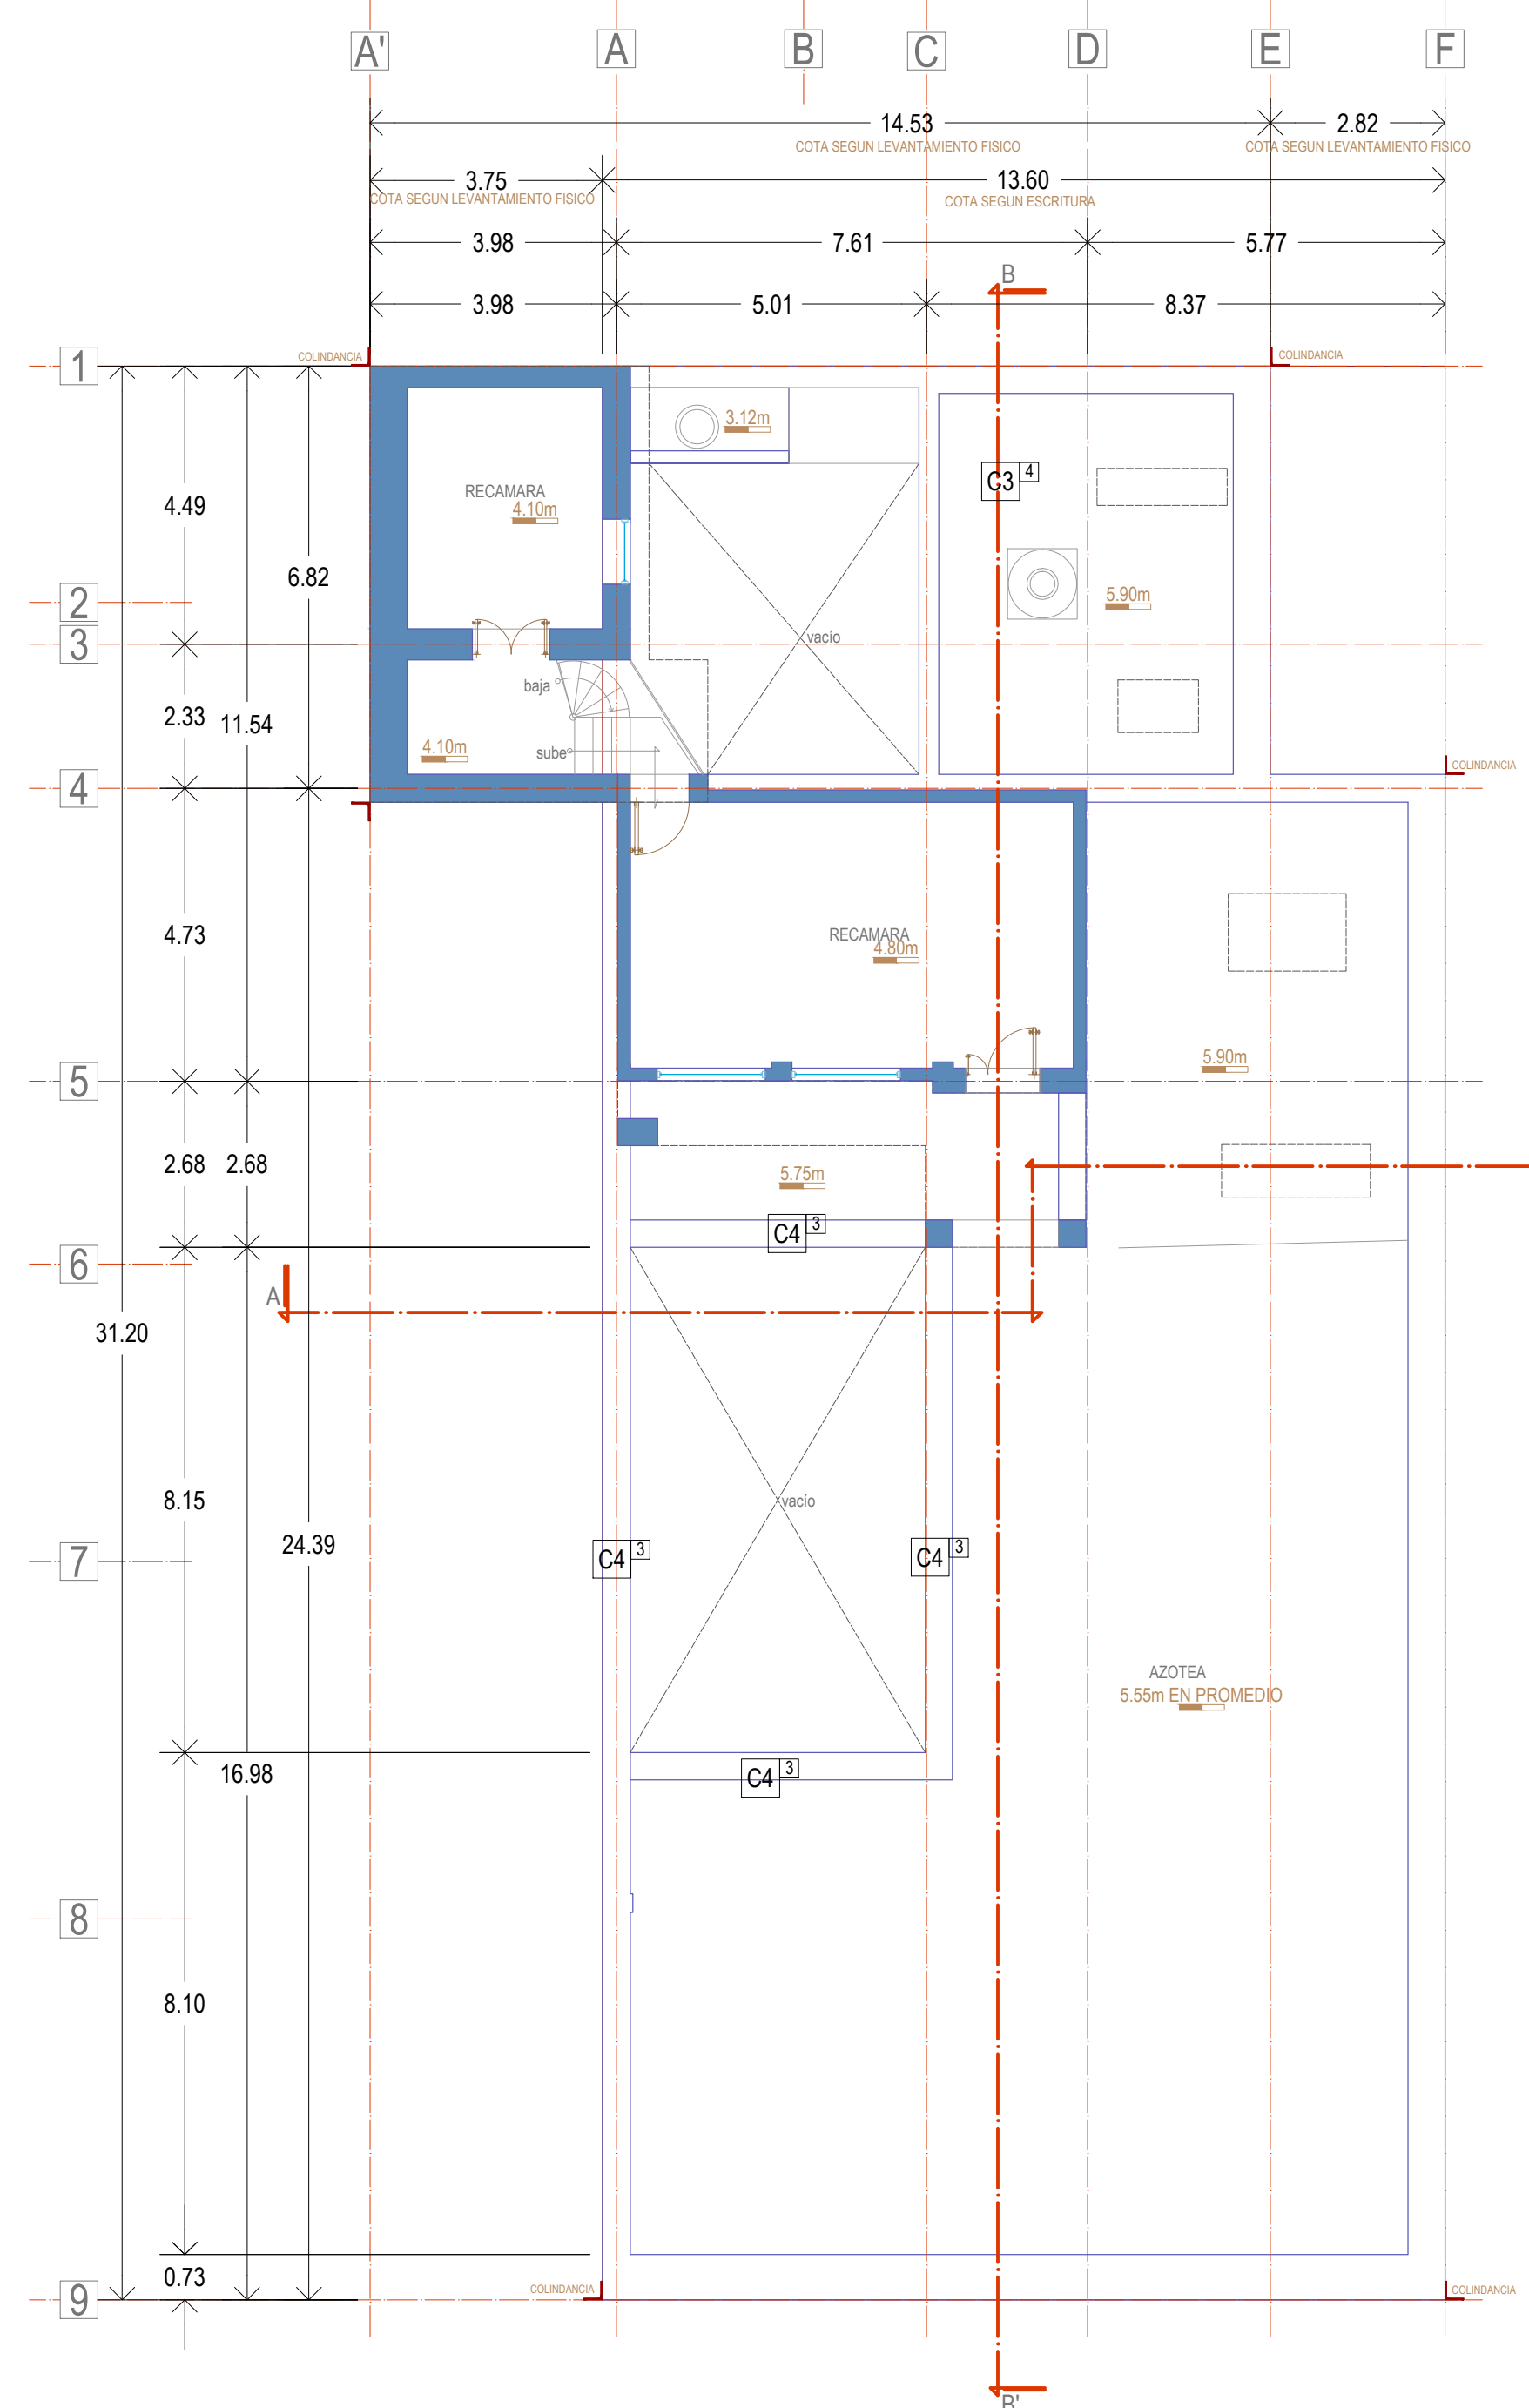 A' A B C D E F
14.53 2.82
COTA SEGUN LEVANTAMIENTO FISICO COTA SEGUN LEVANTAMIENTO FISICO
3.75 13.60
COTA SEGUN LEVANTAMIENTO FISICO COTA SEGUN ESCRITURA
3.98 7.61 5.77
B
3.98 5.01 8.37
COLINDANCIA COLINDANCIA
1
3.12m
C3 4
RECAMARA
4.10m
4.49
6.82
5.90m
2
3
vacío
baja
2.33 11.54
4.10m
sube
COLINDANCIA
4
4.73
RECAMARA
4.80m
5.90m
5
2.68 2.68
5.75m
C4 3
6
A
31.20
8.15
vacío
24.39
7
C4 3
C4 3
AZOTEA
5.55m EN PROMEDIO
16.98
C4 3
8
8.10
0.73
COLINDANCIA COLINDANCIA
9
B'